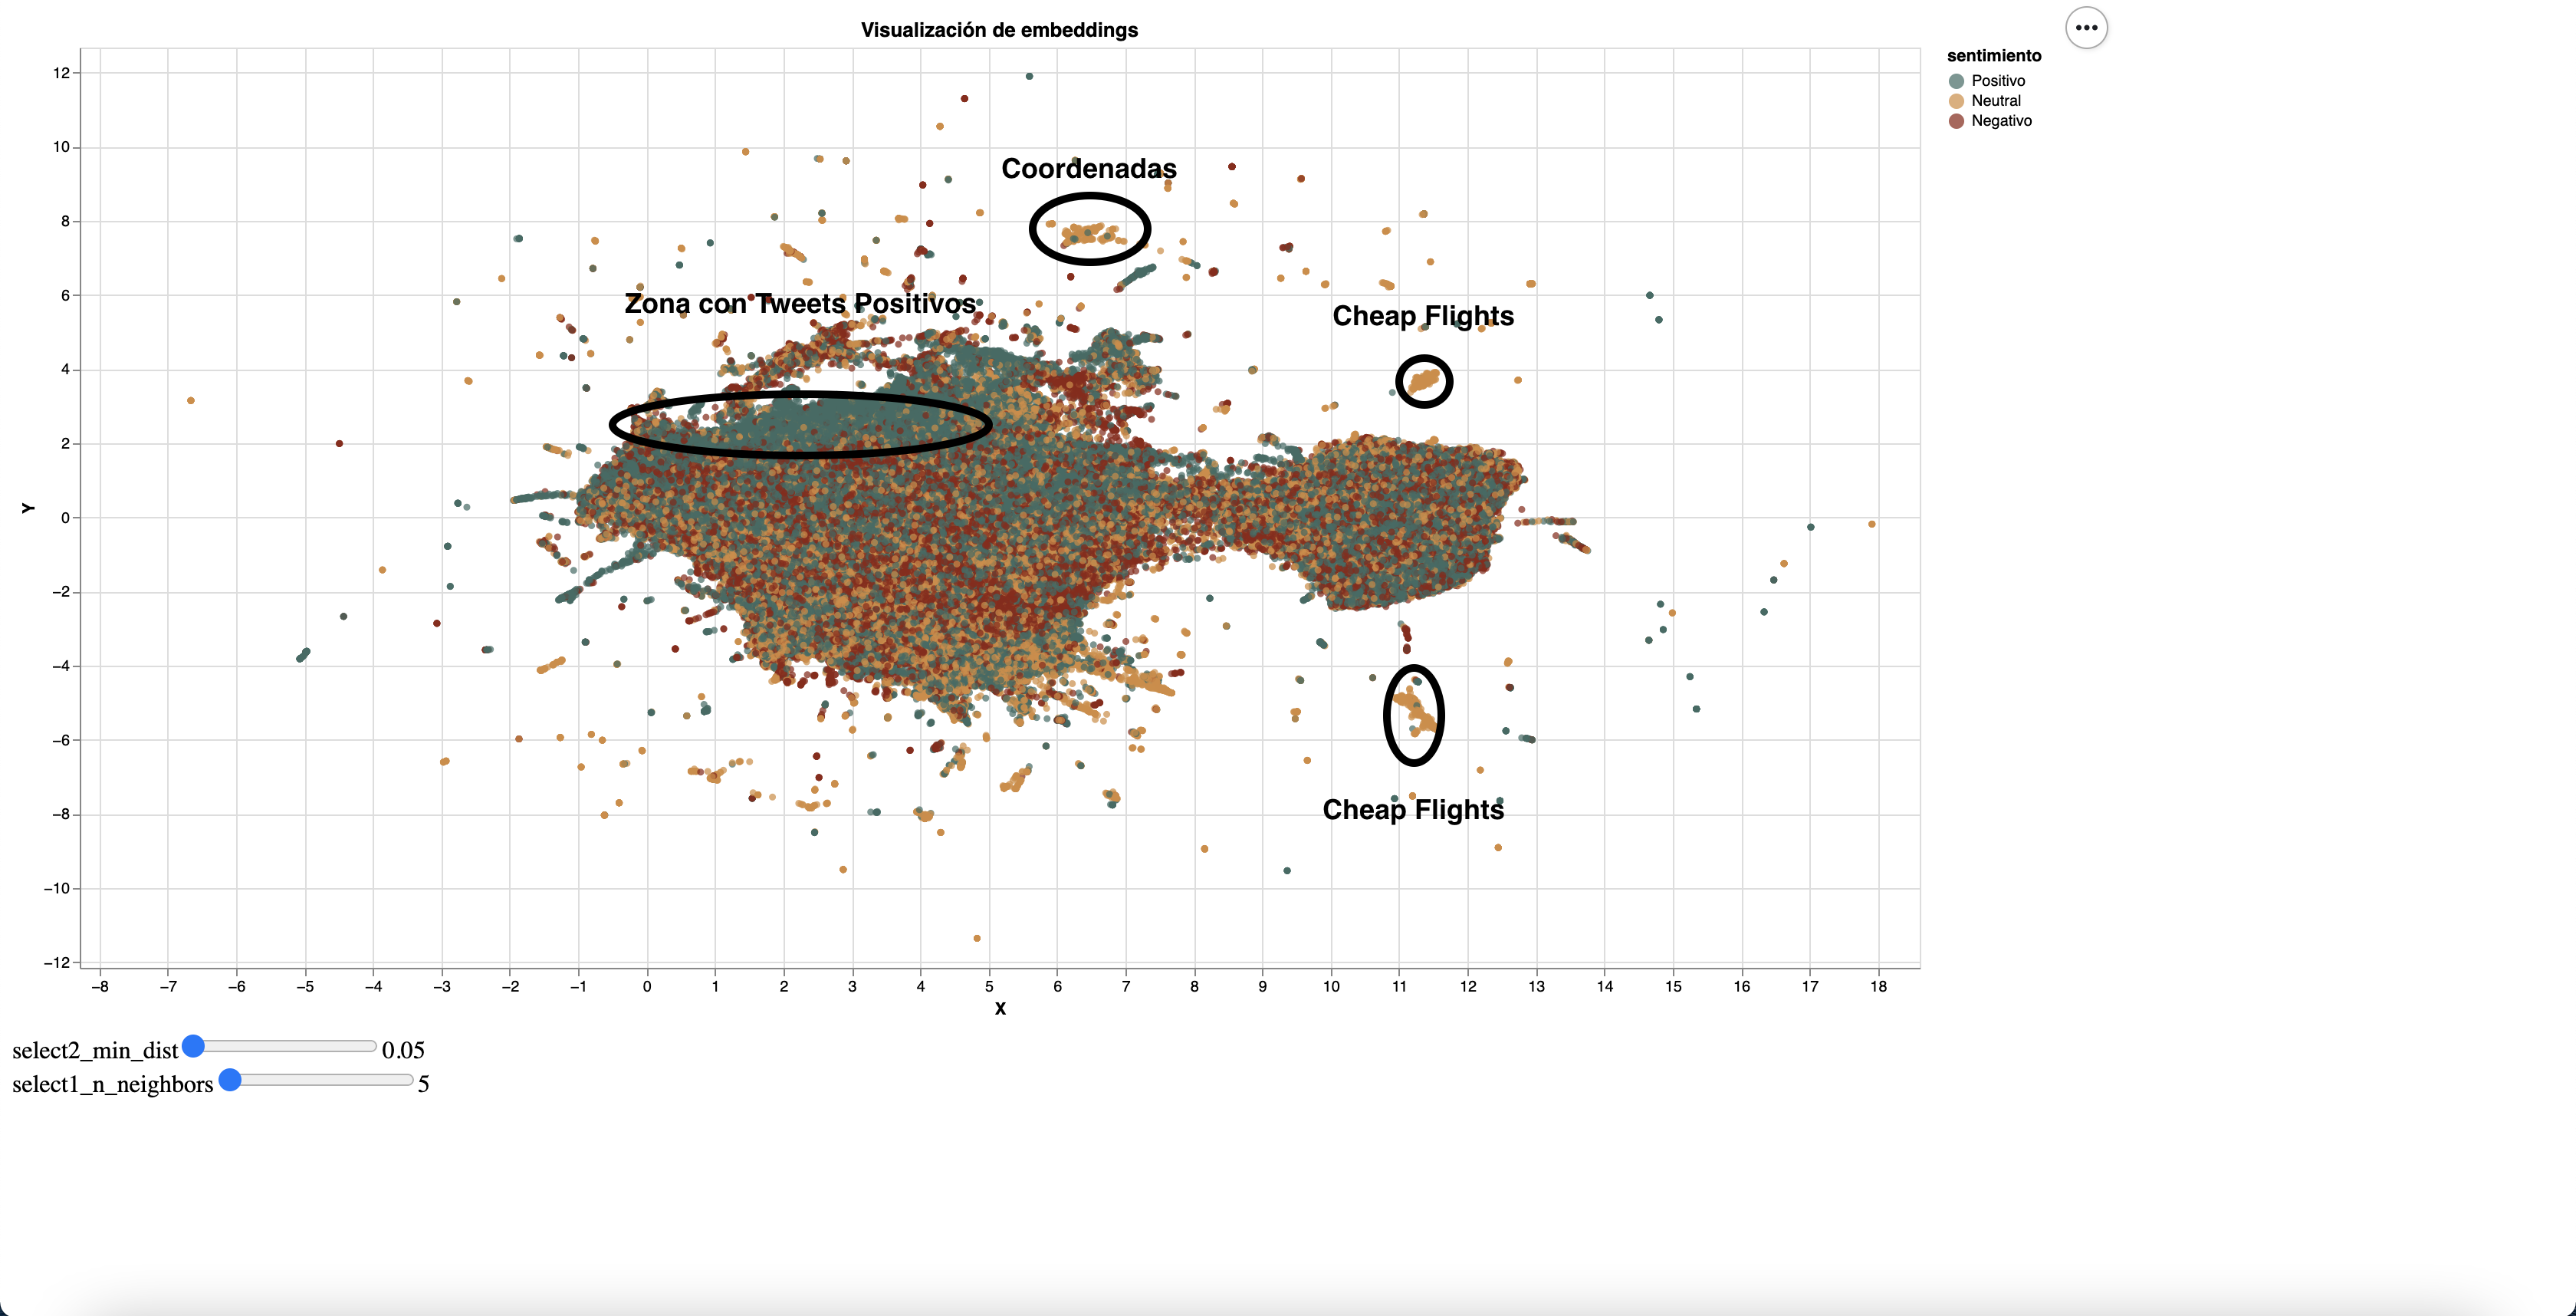 Visualización de embeddings
sentimiento
Positivo
Neutral
Negativo
12
10
8
6
4
2
0
−2
−4
−6
−8
−10
−12
Y
Coordenadas
Zona con Tweets Positivos
Cheap Flights
Cheap Flights
−8 −7 −6 −5 −4 −3 −2 −1 0 1 2 3 4 5 6 7 8 9 10 11 12 13 14 15 16 17 18
X
select2_min_dist 0.05
select1_n_neighbors 5